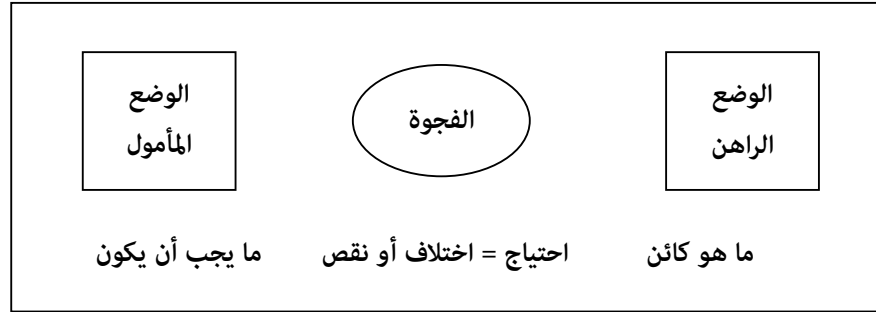 الوضع
الراهن
الفجوة
الوضع
المأمول
ما هو كائن
احتياج = اختلاف أو نقص
ما يجب أن يكون